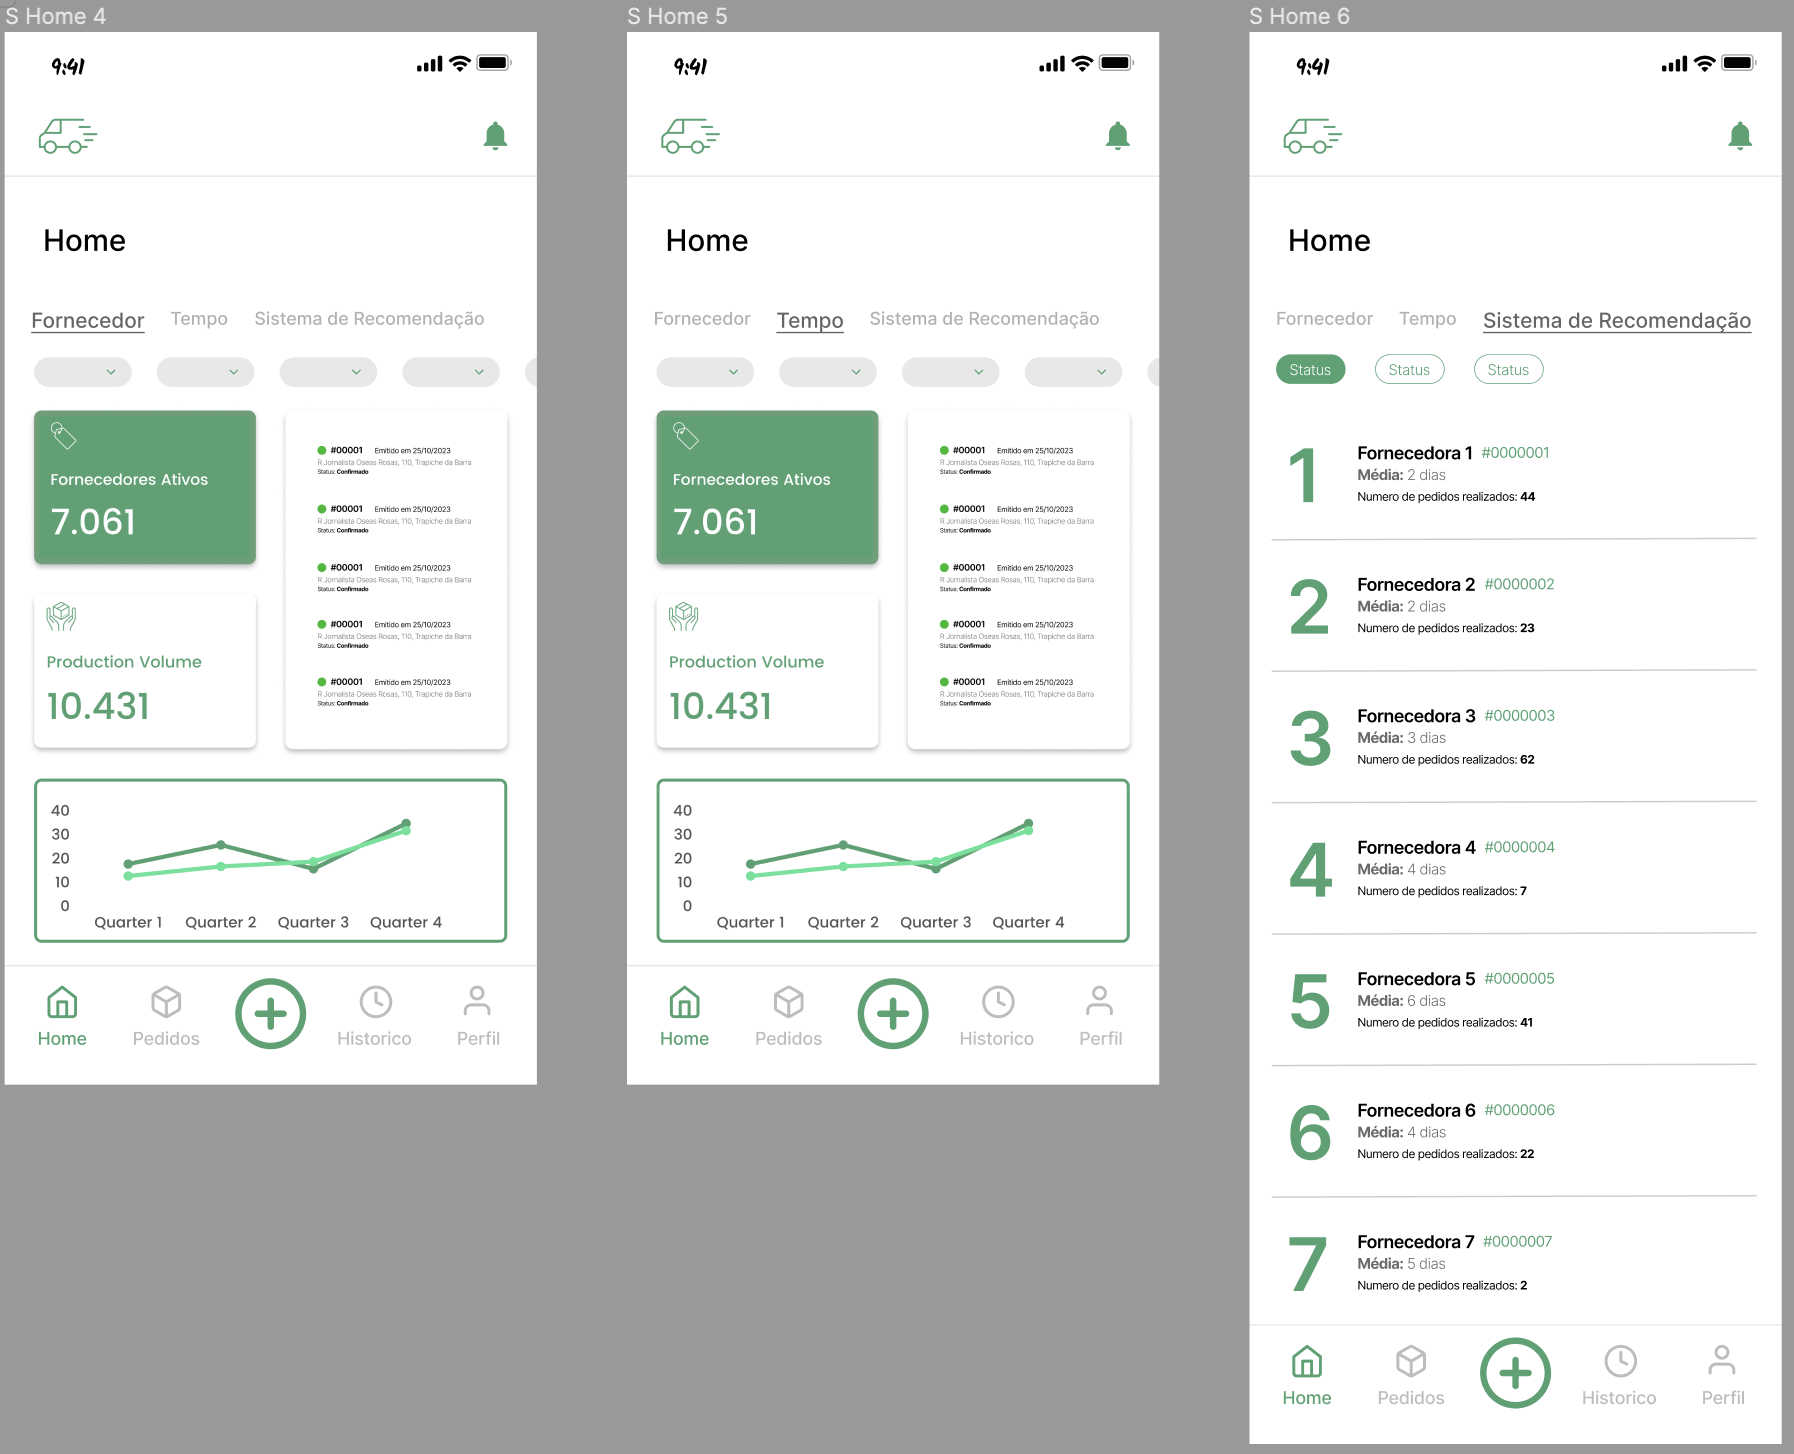 S Home 4
9:41
Home
Fornecedor Tempo Sistema de Recomendação
Fornecedores Ativos
7.061
Production Volume
10.431
#00001 Emitido em 25/10/2023
R Jornalista Oseas Rosas, 110, Trapiche da Barra
Status: Confirmado
#00001 Emitido em 25/10/2023
R Jornalista Oseas Rosas, 110, Trapiche da Barra
Status: Confirmado
#00001 Emitido em 25/10/2023
R Jornalista Oseas Rosas, 110, Trapiche da Barra
Status: Confirmado
#00001 Emitido em 25/10/2023
R Jornalista Oseas Rosas, 110, Trapiche da Barra
Status: Confirmado
#00001 Emitido em 25/10/2023
R Jornalista Oseas Rosas, 110, Trapiche da Barra
Status: Confirmado
40
30
20
10
0
Quarter 1 Quarter 2 Quarter 3 Quarter 4
Home Pedidos Historico Perfil
S Home 5
9:41
Home
Fornecedor Tempo Sistema de Recomendação
Fornecedores Ativos
7.061
Production Volume
10.431
#00001 Emitido em 25/10/2023
R Jornalista Oseas Rosas, 110, Trapiche da Barra
Status: Confirmado
#00001 Emitido em 25/10/2023
R Jornalista Oseas Rosas, 110, Trapiche da Barra
Status: Confirmado
#00001 Emitido em 25/10/2023
R Jornalista Oseas Rosas, 110, Trapiche da Barra
Status: Confirmado
#00001 Emitido em 25/10/2023
R Jornalista Oseas Rosas, 110, Trapiche da Barra
Status: Confirmado
#00001 Emitido em 25/10/2023
R Jornalista Oseas Rosas, 110, Trapiche da Barra
Status: Confirmado
40
30
20
10
0
Quarter 1 Quarter 2 Quarter 3 Quarter 4
Home Pedidos Historico Perfil
S Home 6
9:41
Home
Fornecedor Tempo Sistema de Recomendação
Status Status Status
1
Fornecedora 1 #0000001
Média: 2 dias
Numero de pedidos realizados: 44
2
Fornecedora 2 #0000002
Média: 2 dias
Numero de pedidos realizados: 23
3
Fornecedora 3 #0000003
Média: 3 dias
Numero de pedidos realizados: 62
4
Fornecedora 4 #0000004
Média: 4 dias
Numero de pedidos realizados: 7
5
Fornecedora 5 #0000005
Média: 6 dias
Numero de pedidos realizados: 41
6
Fornecedora 6 #0000006
Média: 4 dias
Numero de pedidos realizados: 22
7
Fornecedora 7 #0000007
Média: 5 dias
Numero de pedidos realizados: 2
Home Pedidos Historico Perfil